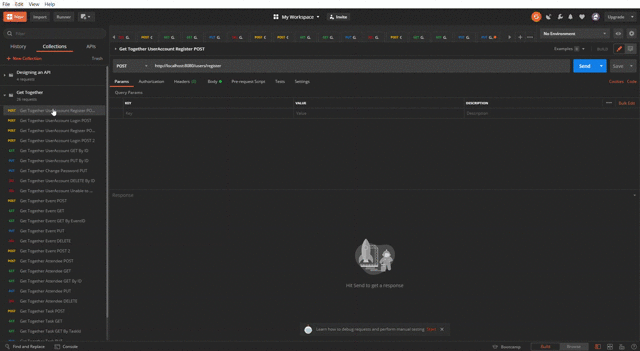 File Edit View Help
New Import Runner My Workspace Invite Upgrade
Filter
History Collections APIs
+ New Collection Trash
Designing an API
Get Together
POST Get Together UserAccount Register PO...
POST Get Together UserAccount Login POST
POST Get Together UserAccount Register PO...
POST Get Together UserAccount Login POST 2
GET Get Together UserAccount GET By ID
PUT Get Together UserAccount PUT By ID
Get Together Change Password PUT
Get Together UserAccount DELETE By ID
Get Together UserAccount Unable to ...
POST Get Together Event POST
GET Get Together Event GET
GET Get Together Event GET By EventID
PUT Get Together Event PUT
DEL Get Together Event DELETE
POST Get Together Event POST 2
POST Get Together Attendee POST
GET Get Together Attendee GET
GET Get Together Attendee GET By ID
PUT Get Together Attendee PUT
DEL Get Together Attendee DELETE
POST Get Together Task POST
GET Get Together Task GET
GET Get Together Task GET By TaskId
Find and Replace Console
No Environment
Get Together UserAccount Register POST
Examples BUILD
POST http://localhost:8080/users/register
Send Save
Params Authorization Headers Body Pre-request Script Tests Settings Cookies Code
Query Params
KEY VALUE DESCRIPTION Bulk Edit
Key Value Description
Response
Hit Send to get a response
Learn how to debug requests and perform manual testing
Bootcamp Build Browse